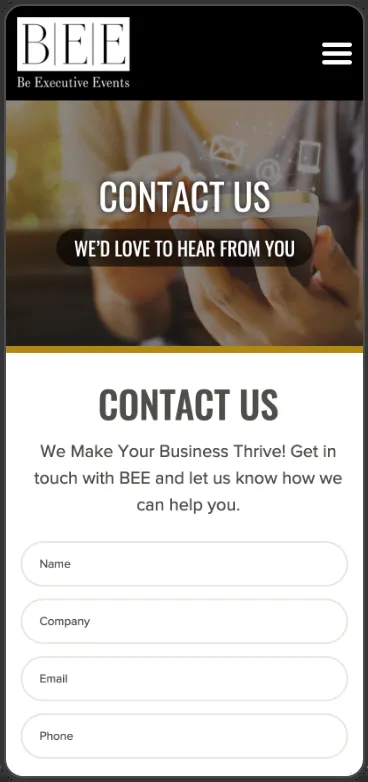 B|E|E
Be Executive Events
CONTACT US
WE'D LOVE TO HEAR FROM YOU
CONTACT US
We Make Your Business Thrive! Get in
touch with BEE and let us know how we
can help you.
Name
Company
Email
Phone